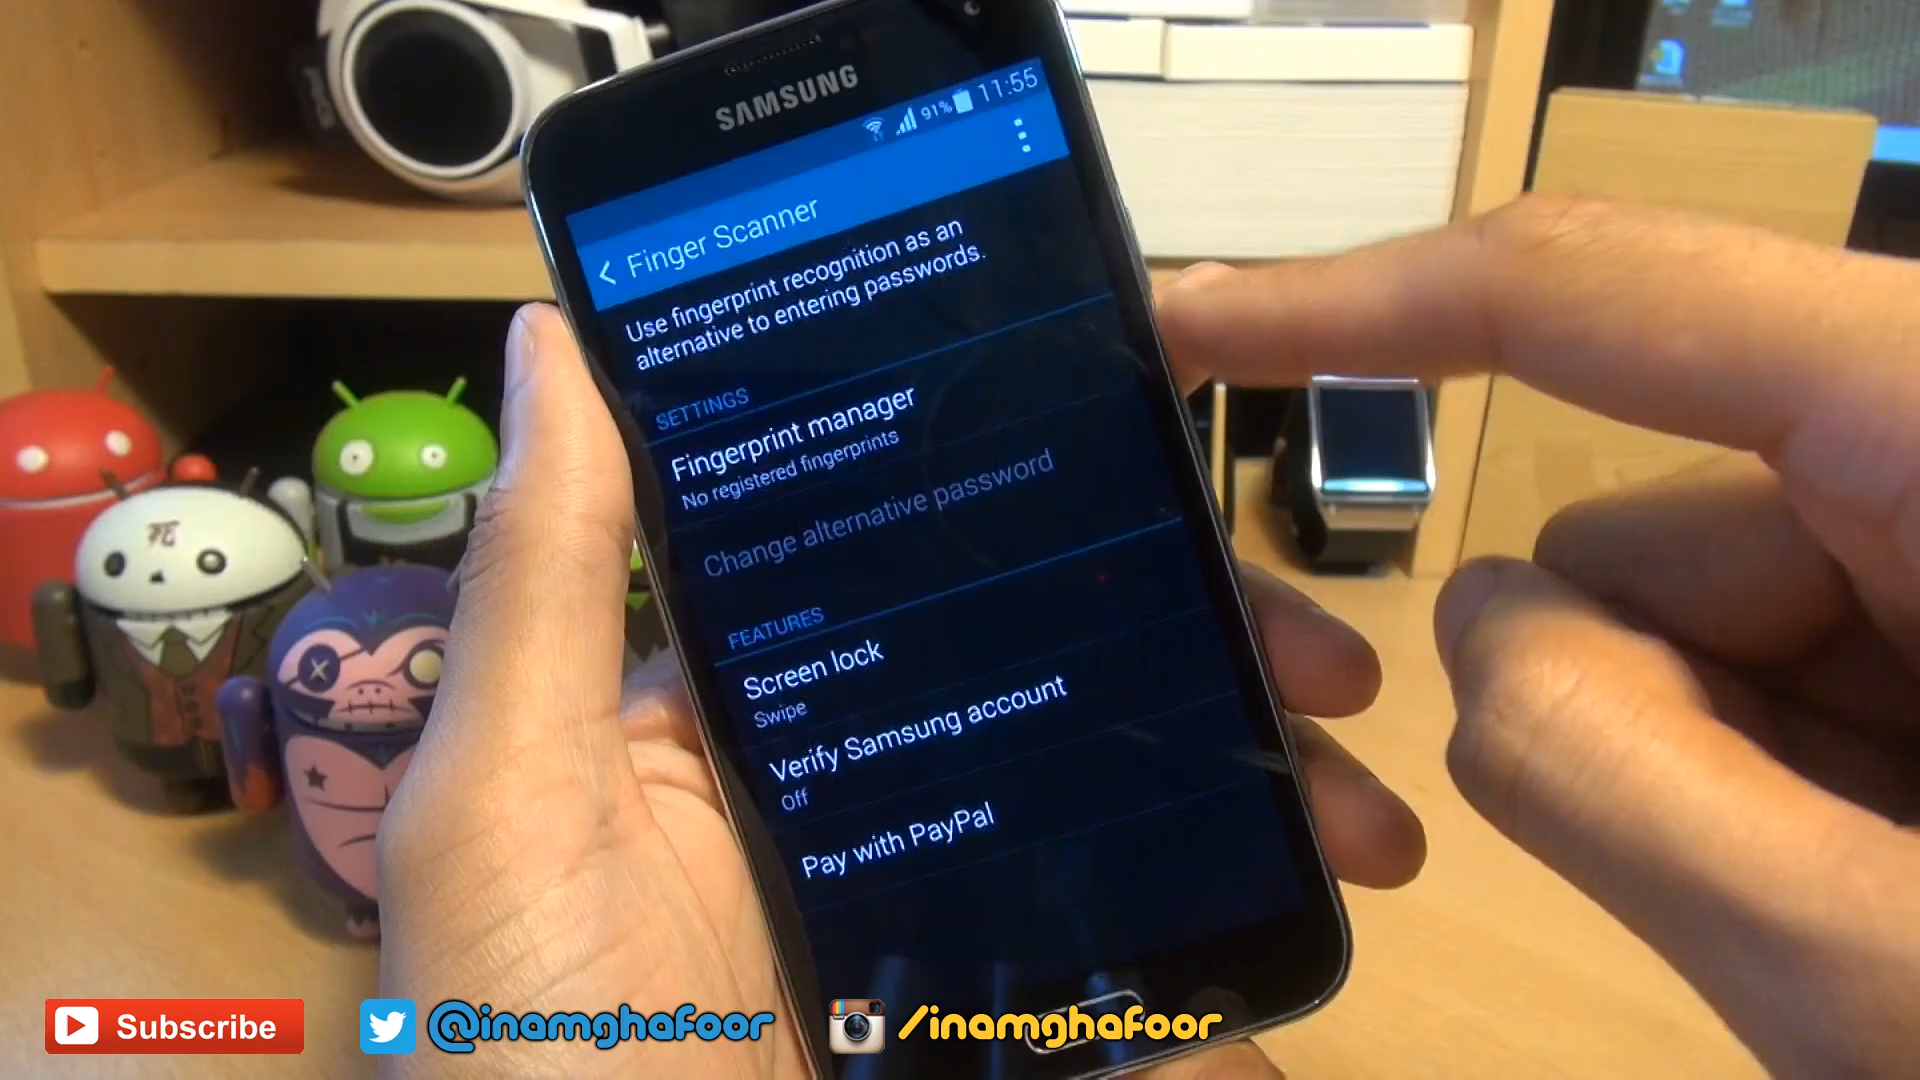 SAMSUNG
91% 11:55
Finger Scanner
Use fingerprint recognition as an
alternative to entering passwords.
SETTINGS
Fingerprint manager
No registered fingerprints
Change alternative password
FEATURES
Screen lock
Swipe
Verify Samsung account
Off
Pay with PayPal
Subscribe
@inamghafoor
/inamghafoor